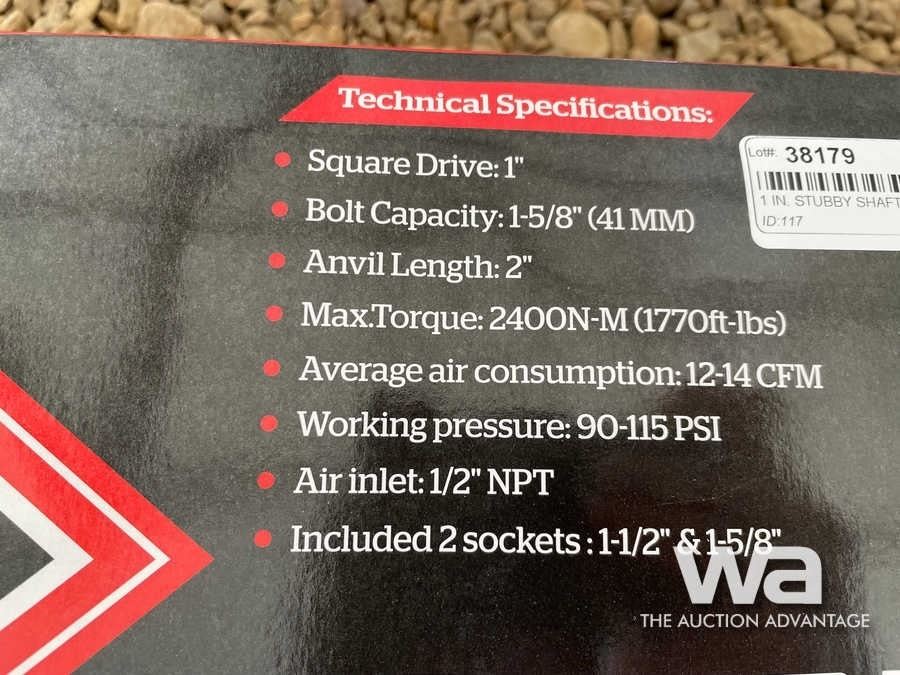 Technical Specifications:
Square Drive: 1"
Bolt Capacity: 1-5/8" (41 MM)
Anvil Length: 2"
Max.Torque: 2400N-M (1770ft-lbs)
Average air consumption: 12-14 CFM
Working pressure: 90-115 PSI
Air inlet: 1/2" NPT
Included 2 sockets : 1-1/2" & 1-5/8"
Lot#: 38179
1 IN. STUBBY SHAFT
ID:117
wa
THE AUCTION ADVANTAGE